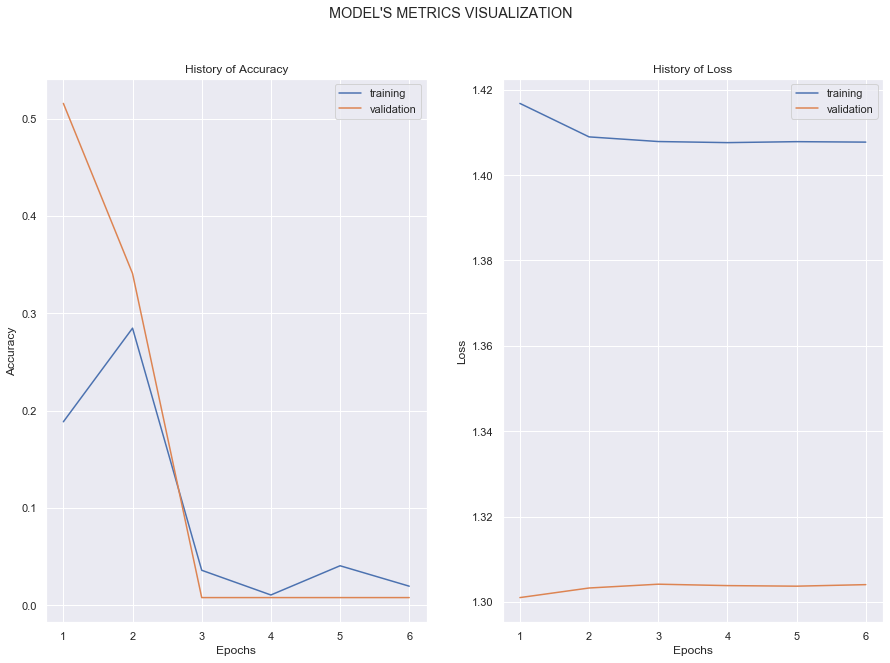 MODEL'S METRICS VISUALIZATION
History of Accuracy
training
validation
Accuracy
0.5
0.4
0.3
0.2
0.1
0.0
1 2 3 4 5 6
Epochs
History of Loss
training
validation
Loss
1.42
1.40
1.38
1.36
1.34
1.32
1.30
1 2 3 4 5 6
Epochs